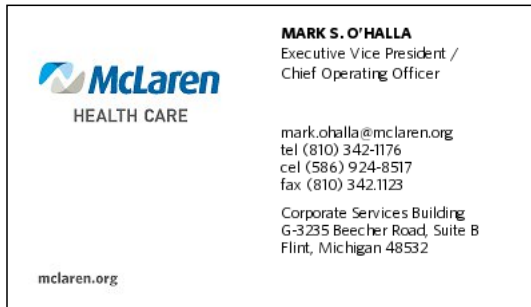 McLaren
HEALTH CARE
mclaren.org
MARK S. O'HALLA
Executive Vice President /
Chief Operating Officer
mark.ohalla@mclaren.org
tel (810) 342-1176
cel (586) 924-8517
fax (810) 342.1123
Corporate Services Building
G-3235 Beecher Road, Suite B
Flint, Michigan 48532